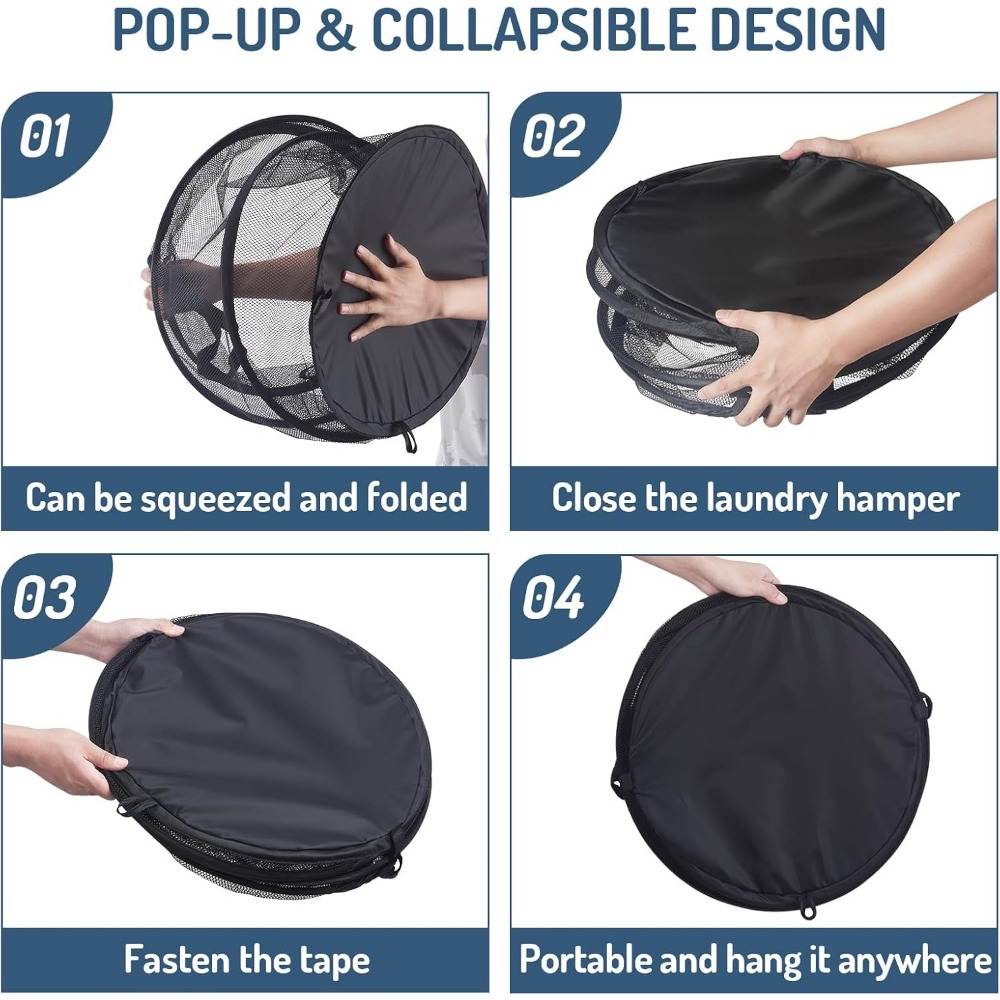 POP-UP & COLLAPSIBLE DESIGN
01
Can be squeezed and folded
02
Close the laundry hamper
03
Fasten the tape
04
Portable and hang it anywhere